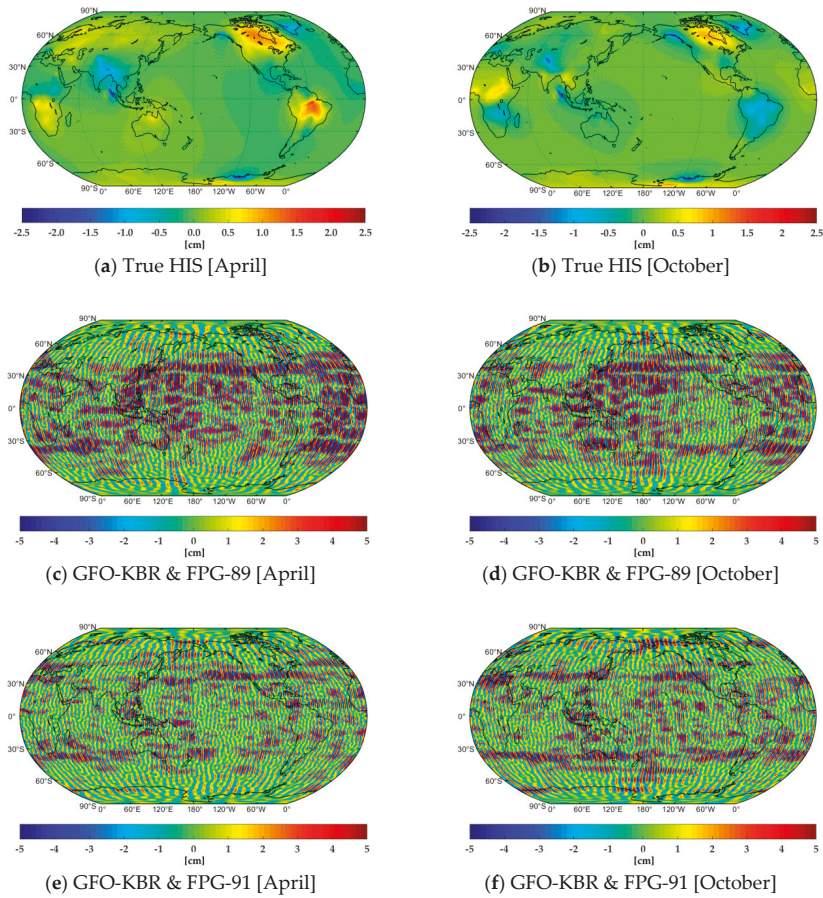 90°N
60°N
30°N
0°
30°S
60°S
90°S
0° 60°E 120°E 180° 120°W 60°W 0°
-2.5 -2.0 -1.5 -1.0 -0.5 0.0 0.5 1.0 1.5 2.0 2.5
[cm]
(a) True HIS [April]
90°N
60°N
30°N
0°
30°S
60°S
90°S
0° 60°E 120°E 180° 120°W 60°W 0°
-2.5 -2 -1.5 -1 -0.5 0 0.5 1 1.5 2 2.5
[cm]
(b) True HIS [October]
90°N
60°N
30°N
0°
30°S
60°S
90°S
0° 60°E 120°E 180° 120°W 60°W 0°
-5 -4 -3 -2 -1 0 1 2 3 4 5
[cm]
(c) GFO-KBR & FPG-89 [April]
90°N
60°N
30°N
0°
30°S
60°S
90°S
0° 60°E 120°E 180° 120°W 60°W 0°
-5 -4 -3 -2 -1 0 1 2 3 4 5
[cm]
(d) GFO-KBR & FPG-89 [October]
90°N
60°N
30°N
0°
30°S
60°S
90°S
0° 60°E 120°E 180° 120°W 60°W 0°
-5 -4 -3 -2 -1 0 1 2 3 4 5
[cm]
(e) GFO-KBR & FPG-91 [April]
90°N
60°N
30°N
0°
30°S
60°S
90°S
0° 60°E 120°E 180° 120°W 60°W 0°
-5 -4 -3 -2 -1 0 1 2 3 4 5
[cm]
(f) GFO-KBR & FPG-91 [October]